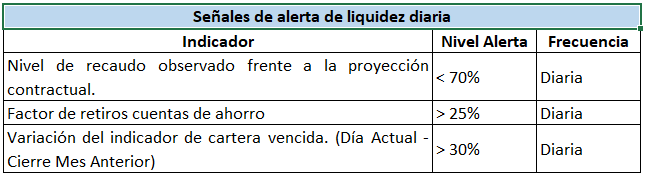 Señales de alerta de liquidez diaria
Indicador Nivel Alerta Frecuencia
Nivel de recaudo observado frente a la proyección
contractual.
< 70% Diaria
Factor de retiros cuentas de ahorro > 25% Diaria
Variación del indicador de cartera vencida. (Día Actual -
Cierre Mes Anterior)
> 30% Diaria